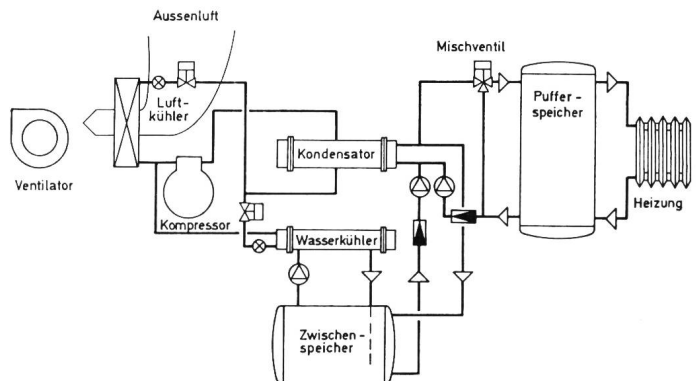 Aussenluft
Mischventil
Luft-
kühler
Puffer-
speicher
Kondensator
Ventilator
Heizung
Kompressor
Wasserkühler
Zwischen-
speicher